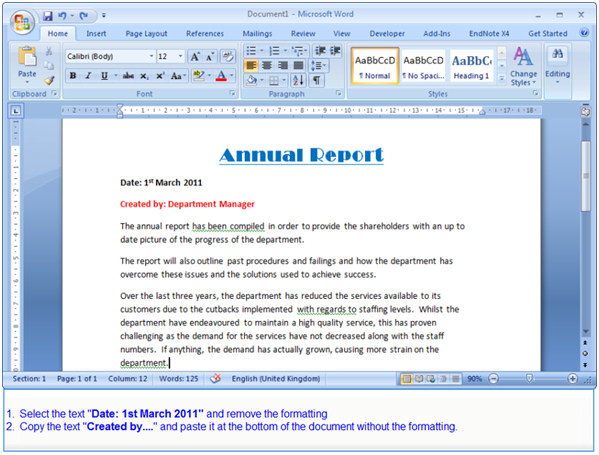 Document1 - Microsoft Word
Home Insert Page Layout References Mailings Review View Developer Add-Ins EndNote X4 Get Started
Calibri (Body) 12
AaBbCcD AaBbCcD AaBbC
Paste
B I U abc
¶ Normal ¶ No Spaci... Heading 1
Change Styles
Editing
Clipboard Font Paragraph Styles
Annual Report
Date: 1st March 2011
Created by: Department Manager
The annual report has been compiled in order to provide the shareholders with an up to
date picture of the progress of the department.
The report will also outline past procedures and failings and how the department has
overcome these issues and the solutions used to achieve success.
Over the last three years, the department has reduced the services available to its
customers due to the cutbacks implemented with regards to staffing levels. Whilst the
department have endeavoured to maintain a high quality service, this has proven
challenging as the demand for the services have not decreased along with the staff
numbers. If anything, the demand has actually grown, causing more strain on the
department.
Section: 1 Page: 1 of 1 Column: 12 Words: 125 English (United Kingdom) 90%
1. Select the text "Date: 1st March 2011" and remove the formatting
2. Copy the text "Created by...." and paste it at the bottom of the document without the formatting.